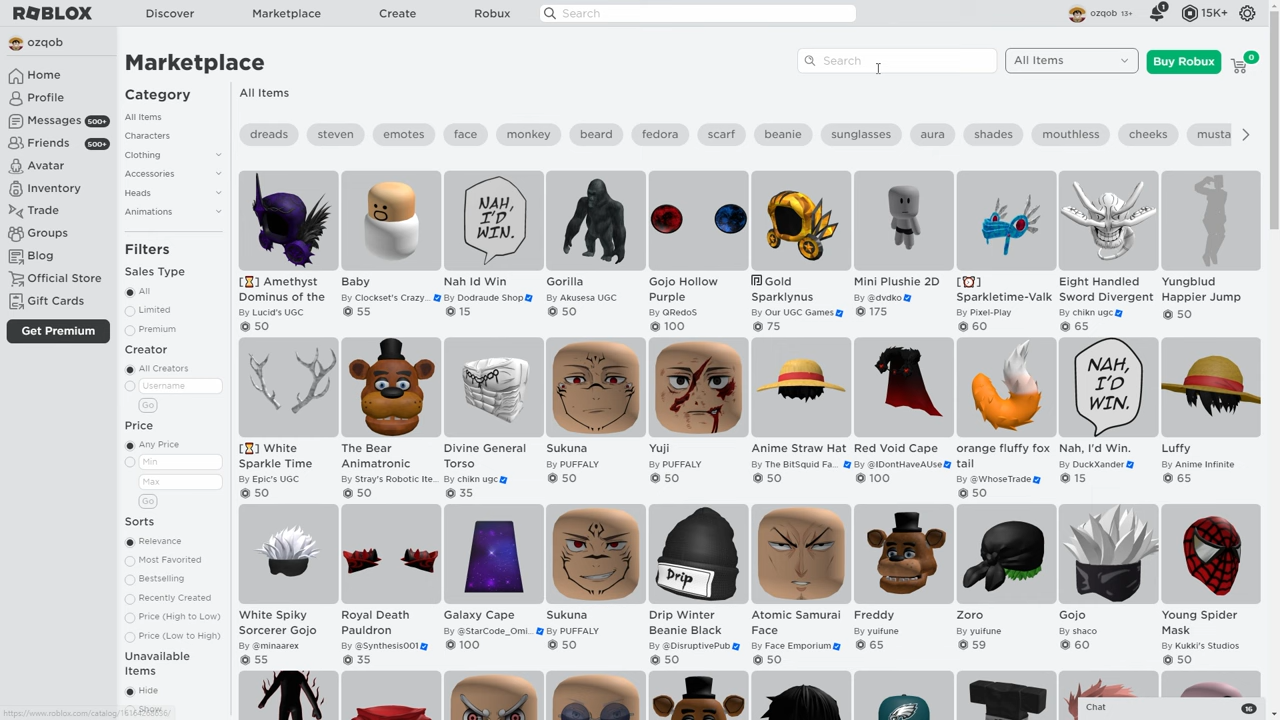 ROBLOX
Discover
Marketplace
Create
Robux
Search
ozqob 13+
1
15K+
ozqob
Home
Profile
Messages 500+
Friends 500+
Avatar
Inventory
Trade
Groups
Blog
Official Store
Gift Cards
Get Premium
Marketplace
Search
All Items
Buy Robux
0
Category
All Items
Characters
Clothing
Accessories
Heads
Animations
Filters
Sales Type
All
Limited
Premium
Creator
All Creators
Username
Go
Price
Any Price
Min
Max
Go
Sorts
Relevance
Most Favorited
Bestselling
Recently Created
Price (High to Low)
Price (Low to High)
Unavailable
Items
Hide
Show
All Items
dreads
steven
emotes
face
monkey
beard
fedora
scarf
beanie
sunglasses
aura
shades
mouthless
cheeks
musta
[⌛] Amethyst
Dominus of the
By Lucid's UGC
50
Baby
By Clockset's Crazy...
55
NAH,
I'D
WIN.
Nah Id Win
By Dodraude Shop
15
Gorilla
By Akusesa UGC
50
Gojo Hollow
Purple
By QRedoS
100
Gold
Sparklynus
By Our UGC Games
75
Mini Plushie 2D
By @dvdko
175
[⏰]
Sparkletime-Valk
By Pixel-Play
60
Eight Handled
Sword Divergent
By chikn ugc
65
Yungblud
Happier Jump
50
[⌛] White
Sparkle Time
By Epic's UGC
50
The Bear
Animatronic
By Stray's Robotic Ite...
50
Divine General
Torso
By chikn ugc
35
Sukuna
By PUFFALY
50
Yuji
By PUFFALY
50
Anime Straw Hat
By The BitSquid Fa...
50
Red Void Cape
By @IDontHaveAUse
100
orange fluffy fox
tail
By @WhoseTrade
50
NAH,
I'D
WIN.
Nah, I'd Win.
By DuckXander
15
Luffy
By Anime Infinite
65
White Spiky
Sorcerer Gojo
By @minaarex
55
Royal Death
Pauldron
By @Synthesis001
35
Galaxy Cape
By @StarCode_Omi...
100
Sukuna
By PUFFALY
50
Drip
Drip Winter
Beanie Black
By @DisruptivePub
50
Atomic Samurai
Face
By Face Emporium
50
Freddy
By yuifune
65
Zoro
By yuifune
59
Gojo
By shaco
60
Young Spider
Mask
By Kukki's Studios
50
Chat
16